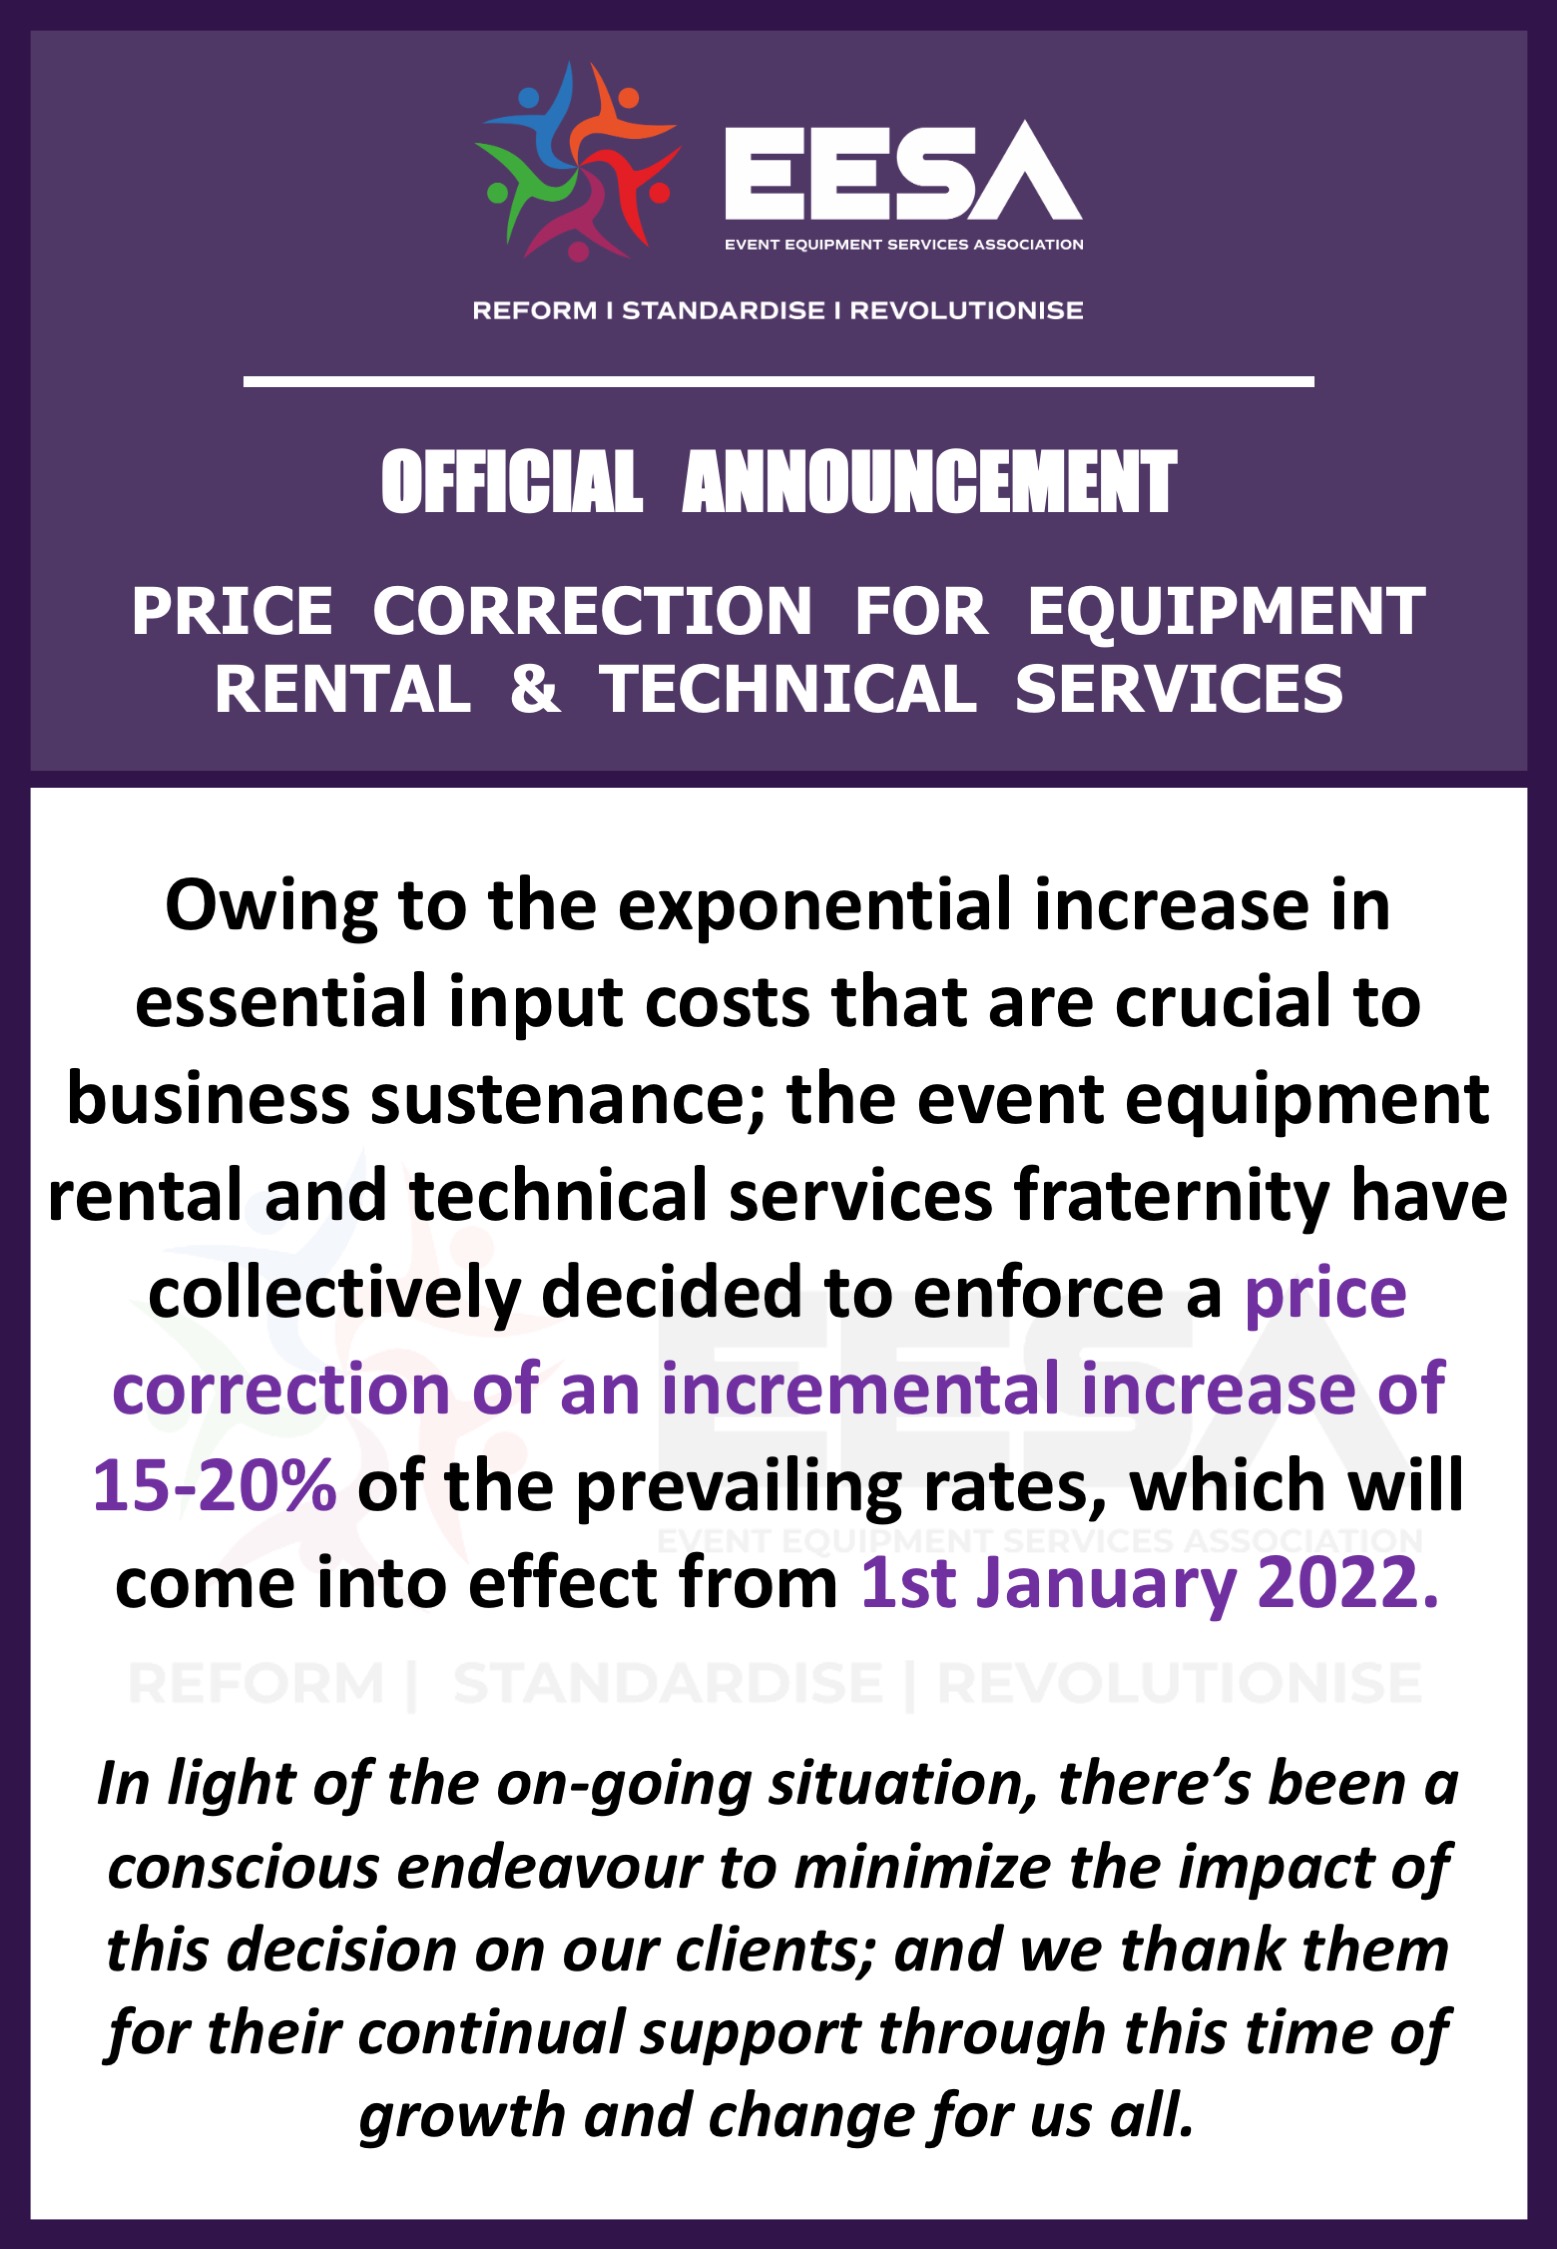 EESA
EVENT EQUIPMENT SERVICES ASSOCIATION
REFORM I STANDARDISE I REVOLUTIONISE
OFFICIAL ANNOUNCEMENT
PRICE CORRECTION FOR EQUIPMENT
RENTAL & TECHNICAL SERVICES
Owing to the exponential increase in
essential input costs that are crucial to
business sustenance; the event equipment
rental and technical services fraternity have
collectively decided to enforce a price
correction of an incremental increase of
15-20% of the prevailing rates, which will
come into effect from 1st January 2022.
EESA
EVENT EQUIPMENT SERVICES ASSOCIATION
REFORM | STANDARDISE | REVOLUTIONISE
In light of the on-going situation, there’s been a
conscious endeavour to minimize the impact of
this decision on our clients; and we thank them
for their continual support through this time of
growth and change for us all.